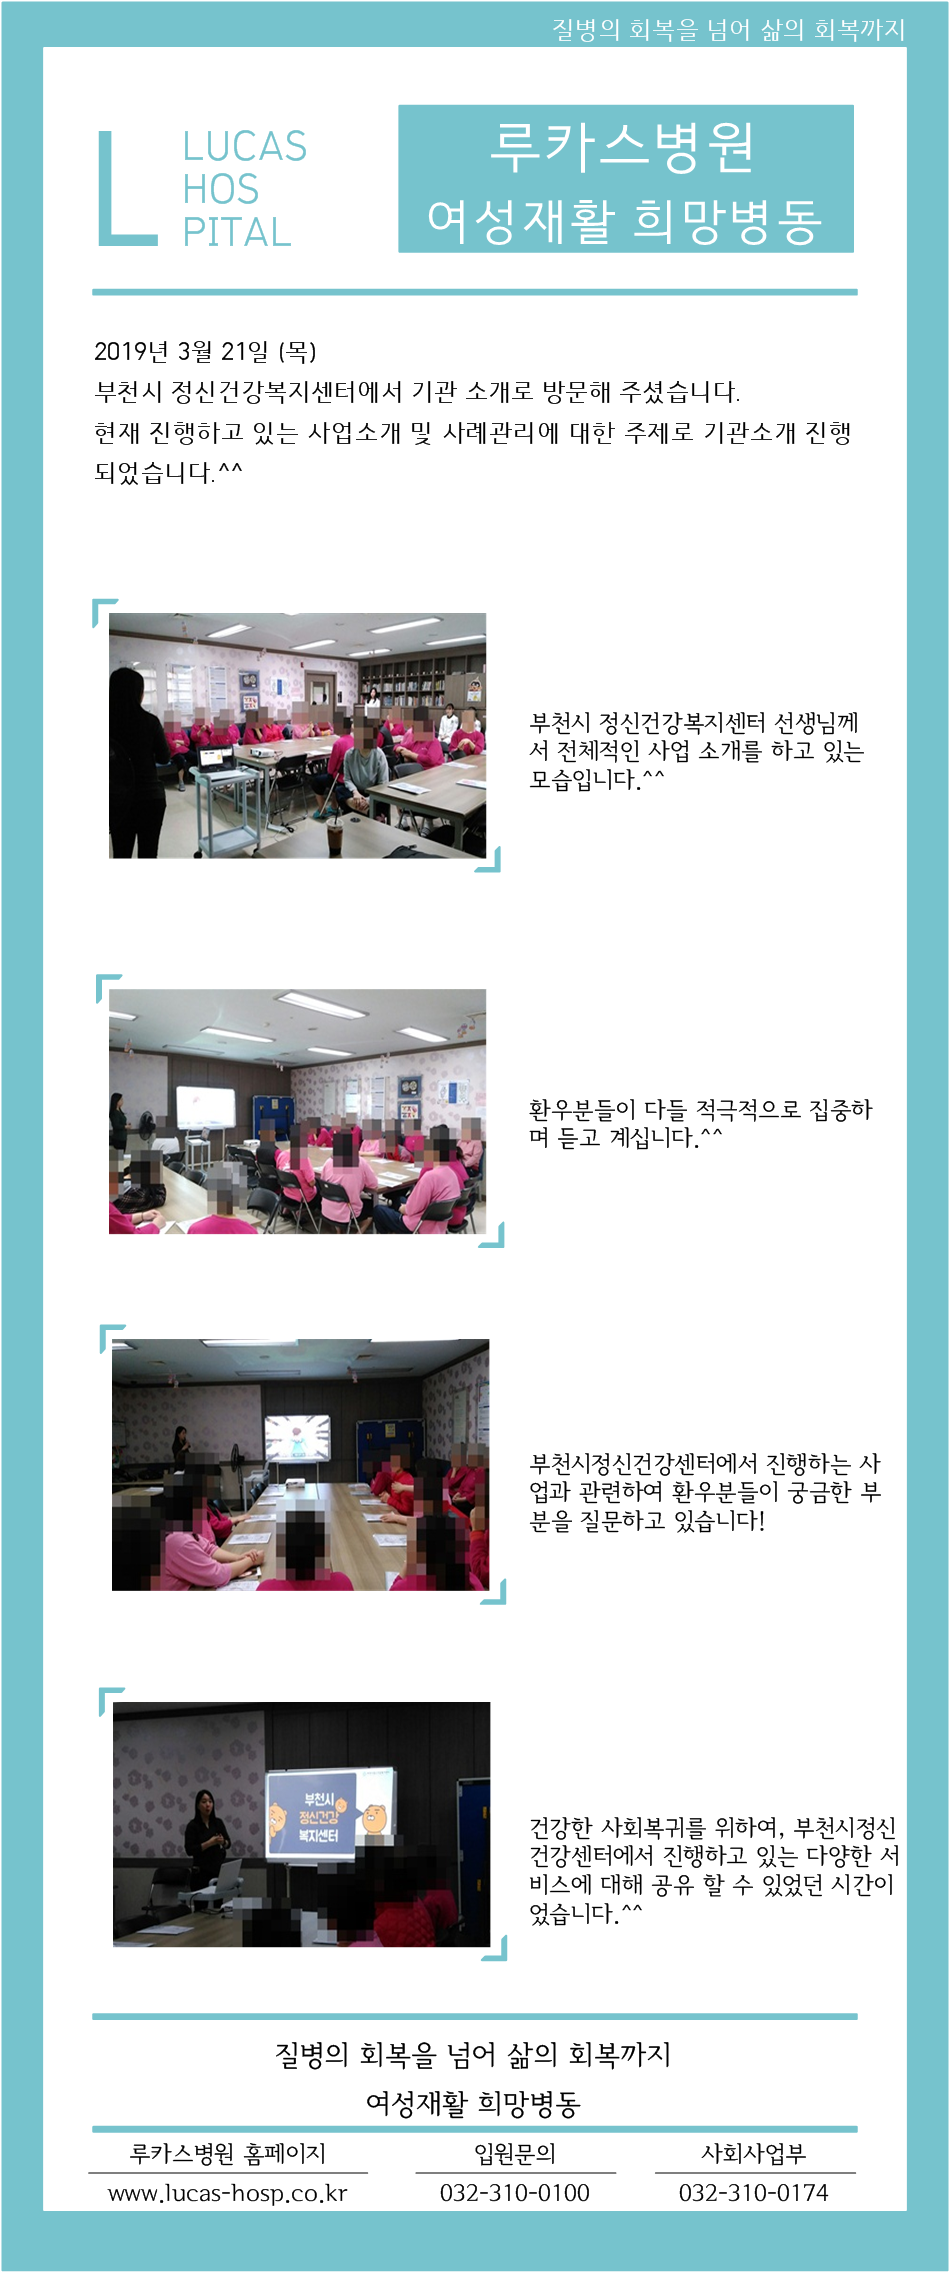 질병의 회복을 넘어 삶의 회복까지
LUCAS
HOS
PITAL
루카스병원
여성재활 희망병동
2019년 3월 21일 (목)
부천시 정신건강복지센터에서 기관 소개로 방문해 주셨습니다.
현재 진행하고 있는 사업소개 및 사례관리에 대한 주제로 기관소개 진행
되었습니다.^^
부천시 정신건강복지센터 선생님께
서 전체적인 사업 소개를 하고 있는
모습입니다.^^
환우분들이 다들 적극적으로 집중하
며 듣고 계십니다.^^
부천시정신건강센터에서 진행하는 사
업과 관련하여 환우분들이 궁금한 부
분을 질문하고 있습니다!
부천시
정신건강
복지센터
건강한 사회복귀를 위하여, 부천시정신
건강센터에서 진행하고 있는 다양한 서
비스에 대해 공유 할 수 있었던 시간이
었습니다.^^
질병의 회복을 넘어 삶의 회복까지
여성재활 희망병동
루카스병원 홈페이지
www.lucas-hosp.co.kr
입원문의
032-310-0100
사회사업부
032-310-0174